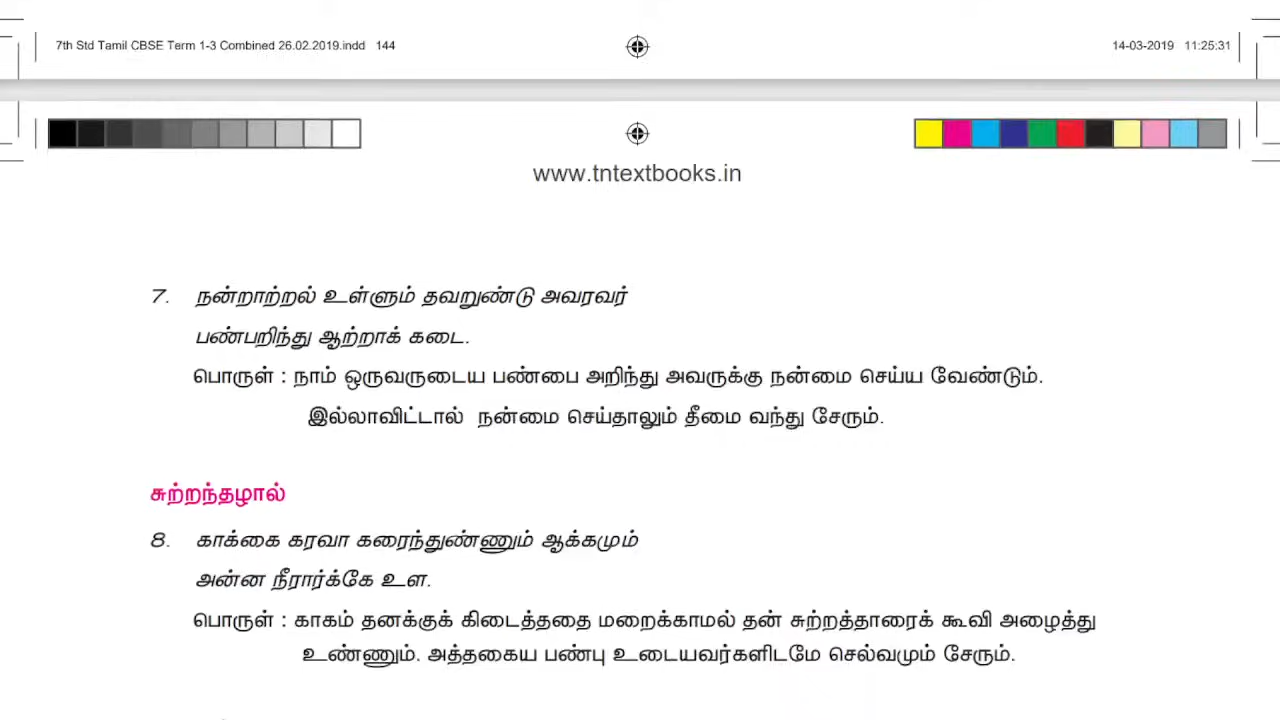 7th Std Tamil CBSE Term 1-3 Combined 26.02.2019.indd 144
14-03-2019 11:25:31
www.tntextbooks.in
7. நன்றாற்றல் உள்ளும் தவறுண்டு அவரவர்
பண்பறிந்து ஆற்றாக் கடை.
பொருள் : நாம் ஒருவருடைய பண்பை அறிந்து அவருக்கு நன்மை செய்ய வேண்டும்.
இல்லாவிட்டால் நன்மை செய்தாலும் தீமை வந்து சேரும்.
சுற்றந்தழால்
8. காக்கை கரவா கரைந்துண்ணும் ஆக்கமும்
அன்ன நீரார்க்கே உள.
பொருள் : காகம் தனக்குக் கிடைத்ததை மறைக்காமல் தன் சுற்றத்தாரைக் கூவி அழைத்து
உண்ணும். அத்தகைய பண்பு உடையவர்களிடமே செல்வமும் சேரும்.